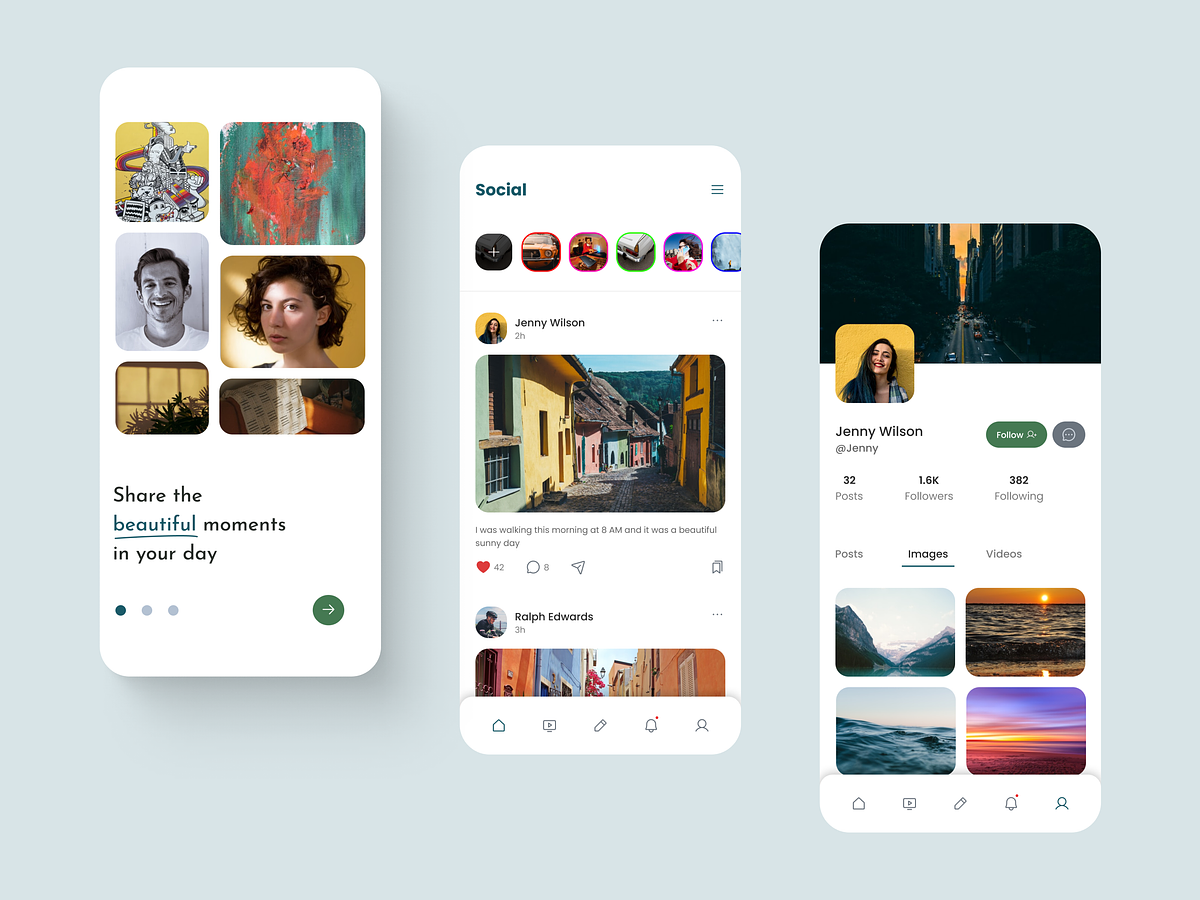 Share the
beautiful moments
in your day
Social
Jenny Wilson
2h
I was walking this morning at 8 AM and it was a beautiful
sunny day
42
8
Ralph Edwards
3h
Jenny Wilson
@Jenny
Follow
32
1.6K
382
Posts
Followers
Following
Posts
Images
Videos